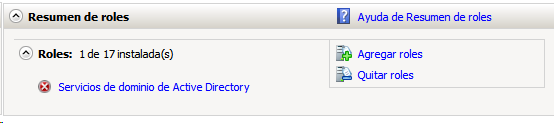 Resumen de roles
Ayuda de Resumen de roles
Roles: 1 de 17 instalada(s)
Agregar roles
Quitar roles
Servicios de dominio de Active Directory